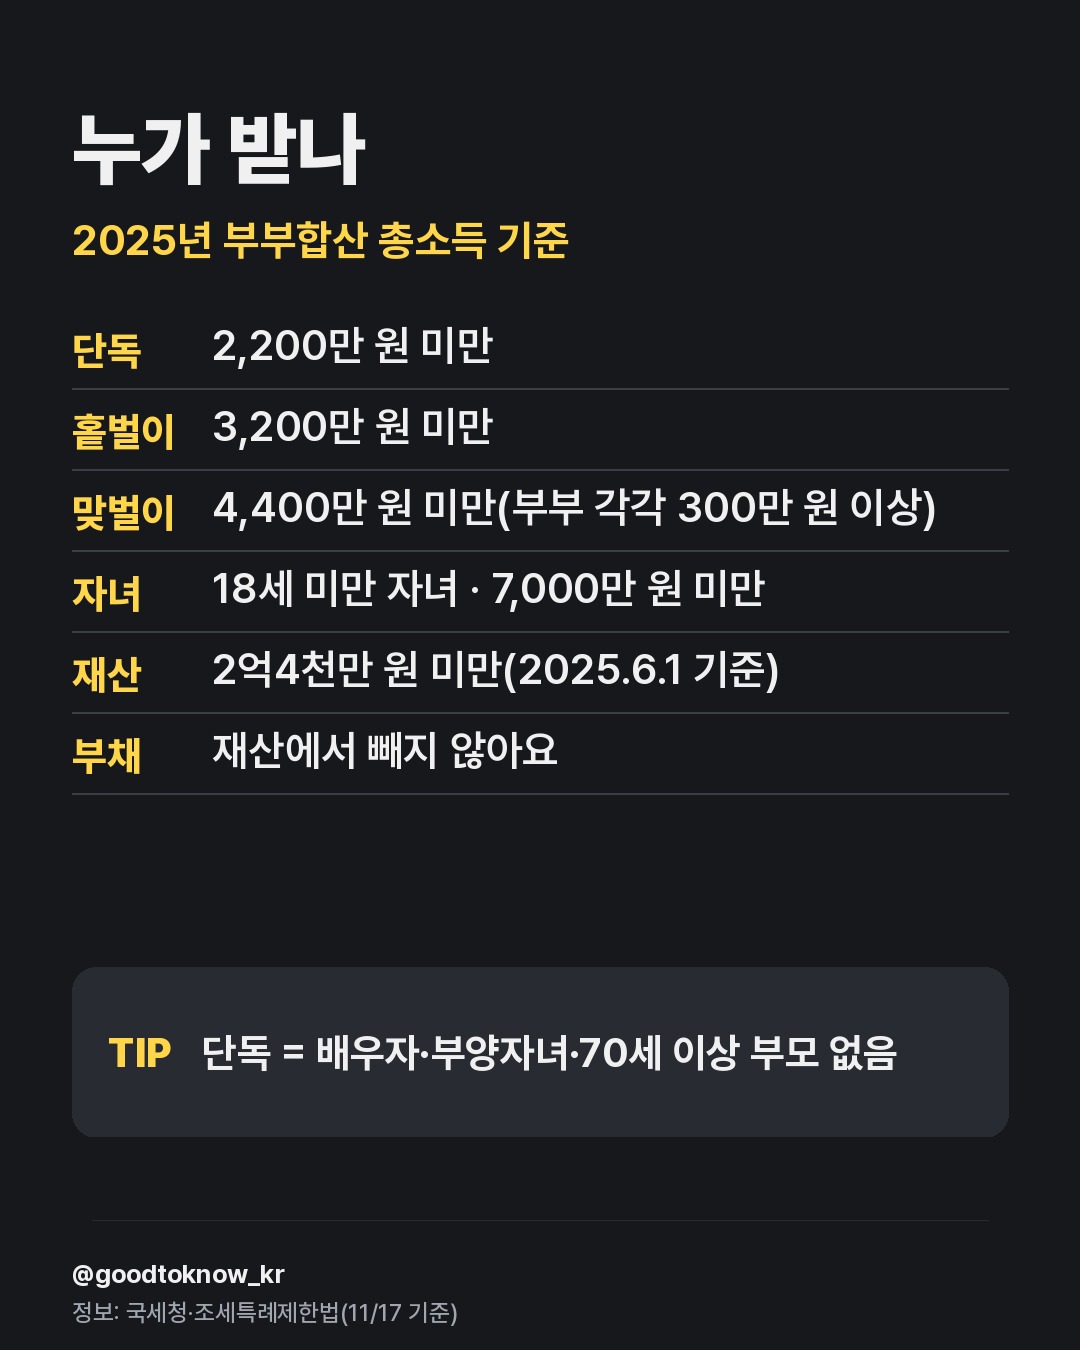 누가 받나
2025년 부부합산 총소득 기준
단독 2,200만 원 미만
홑벌이 3,200만 원 미만
맞벌이 4,400만 원 미만(부부 각각 300만 원 이상)
자녀 18세 미만 자녀 · 7,000만 원 미만
재산 2억4천만 원 미만(2025.6.1 기준)
부채 재산에서 빼지 않아요
TIP 단독 = 배우자·부양자녀·70세 이상 부모 없음
@goodtoknow_kr
정보: 국세청·조세특례제한법(11/17 기준)